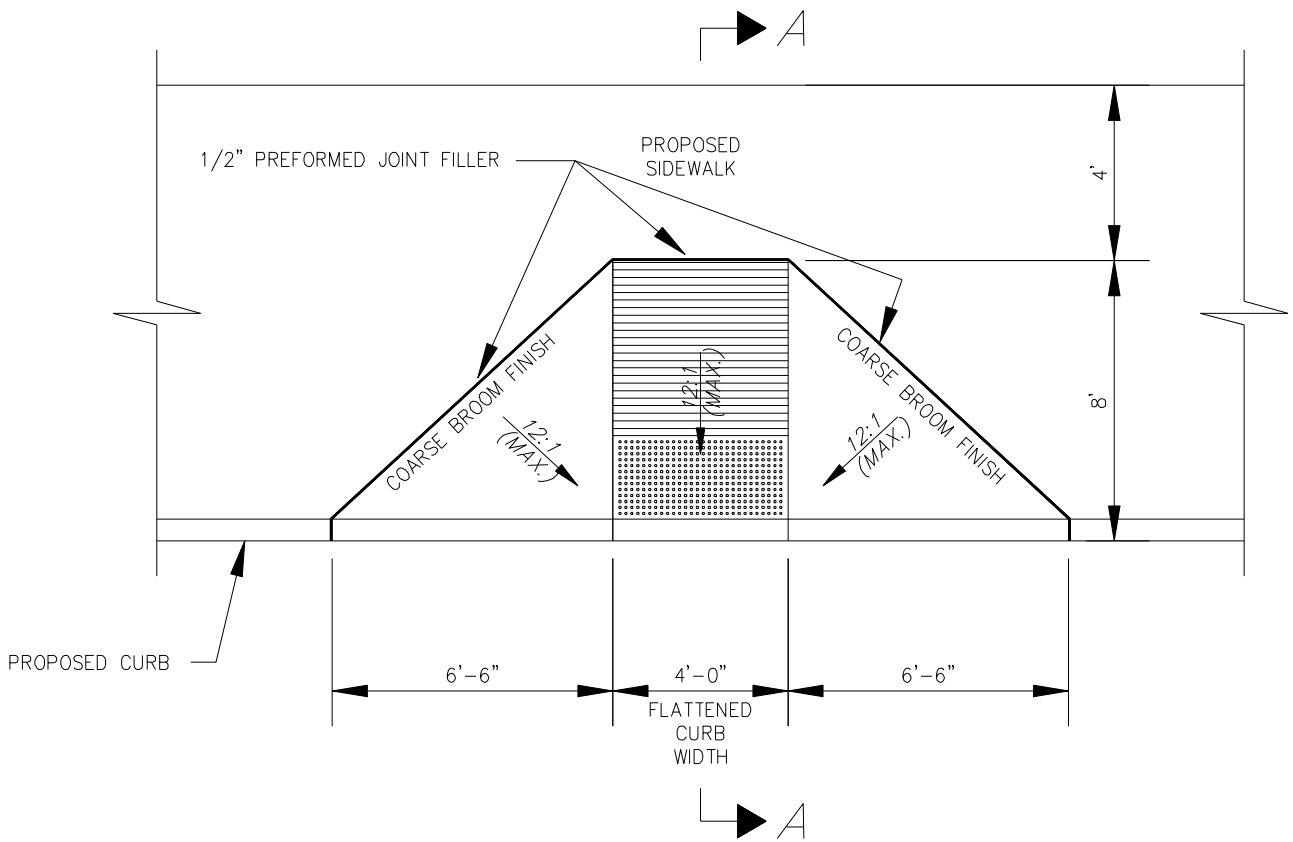 A
1/2" PREFORMED JOINT FILLER
PROPOSED
SIDEWALK
4'
COARSE BROOM FINISH
12:1
(MAX.)
12:1
(MAX.)
COARSE BROOM FINISH
12:1
(MAX.)
8'
PROPOSED CURB
6'-6"
4'-0"
6'-6"
FLATTENED
CURB
WIDTH
A